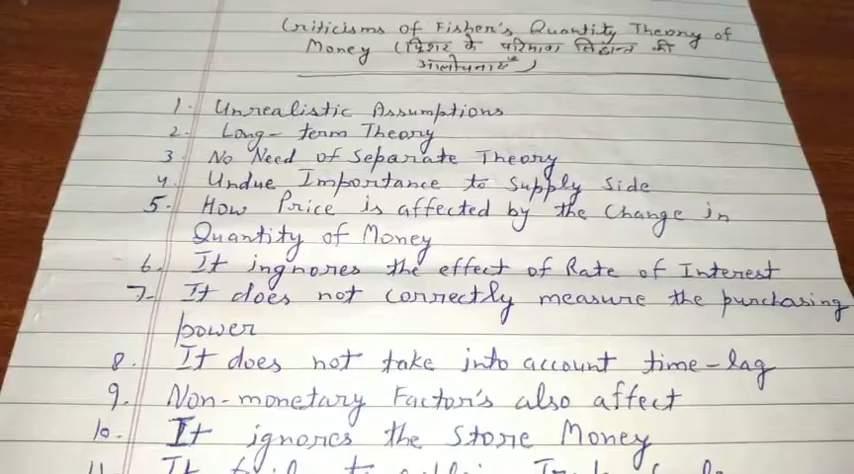 Criticisms of Fisher's Quantity Theory of
Money (फिशर के परिमाण सिद्धान्त की
आलोचनाएँ)
1. Unrealistic Assumptions
2. Long-term Theory
3. No Need of Separate Theory
4. Undue Importance to Supply Side
5. How Price is affected by the Change in
Quantity of Money
6. It ingnores the effect of Rate of Interest
7. It does not correctly measure the purchasing
power
8. It does not take into account time-lag
9. Non-monetary Factor's also affect
10. It ignores the Store Money
11. It to